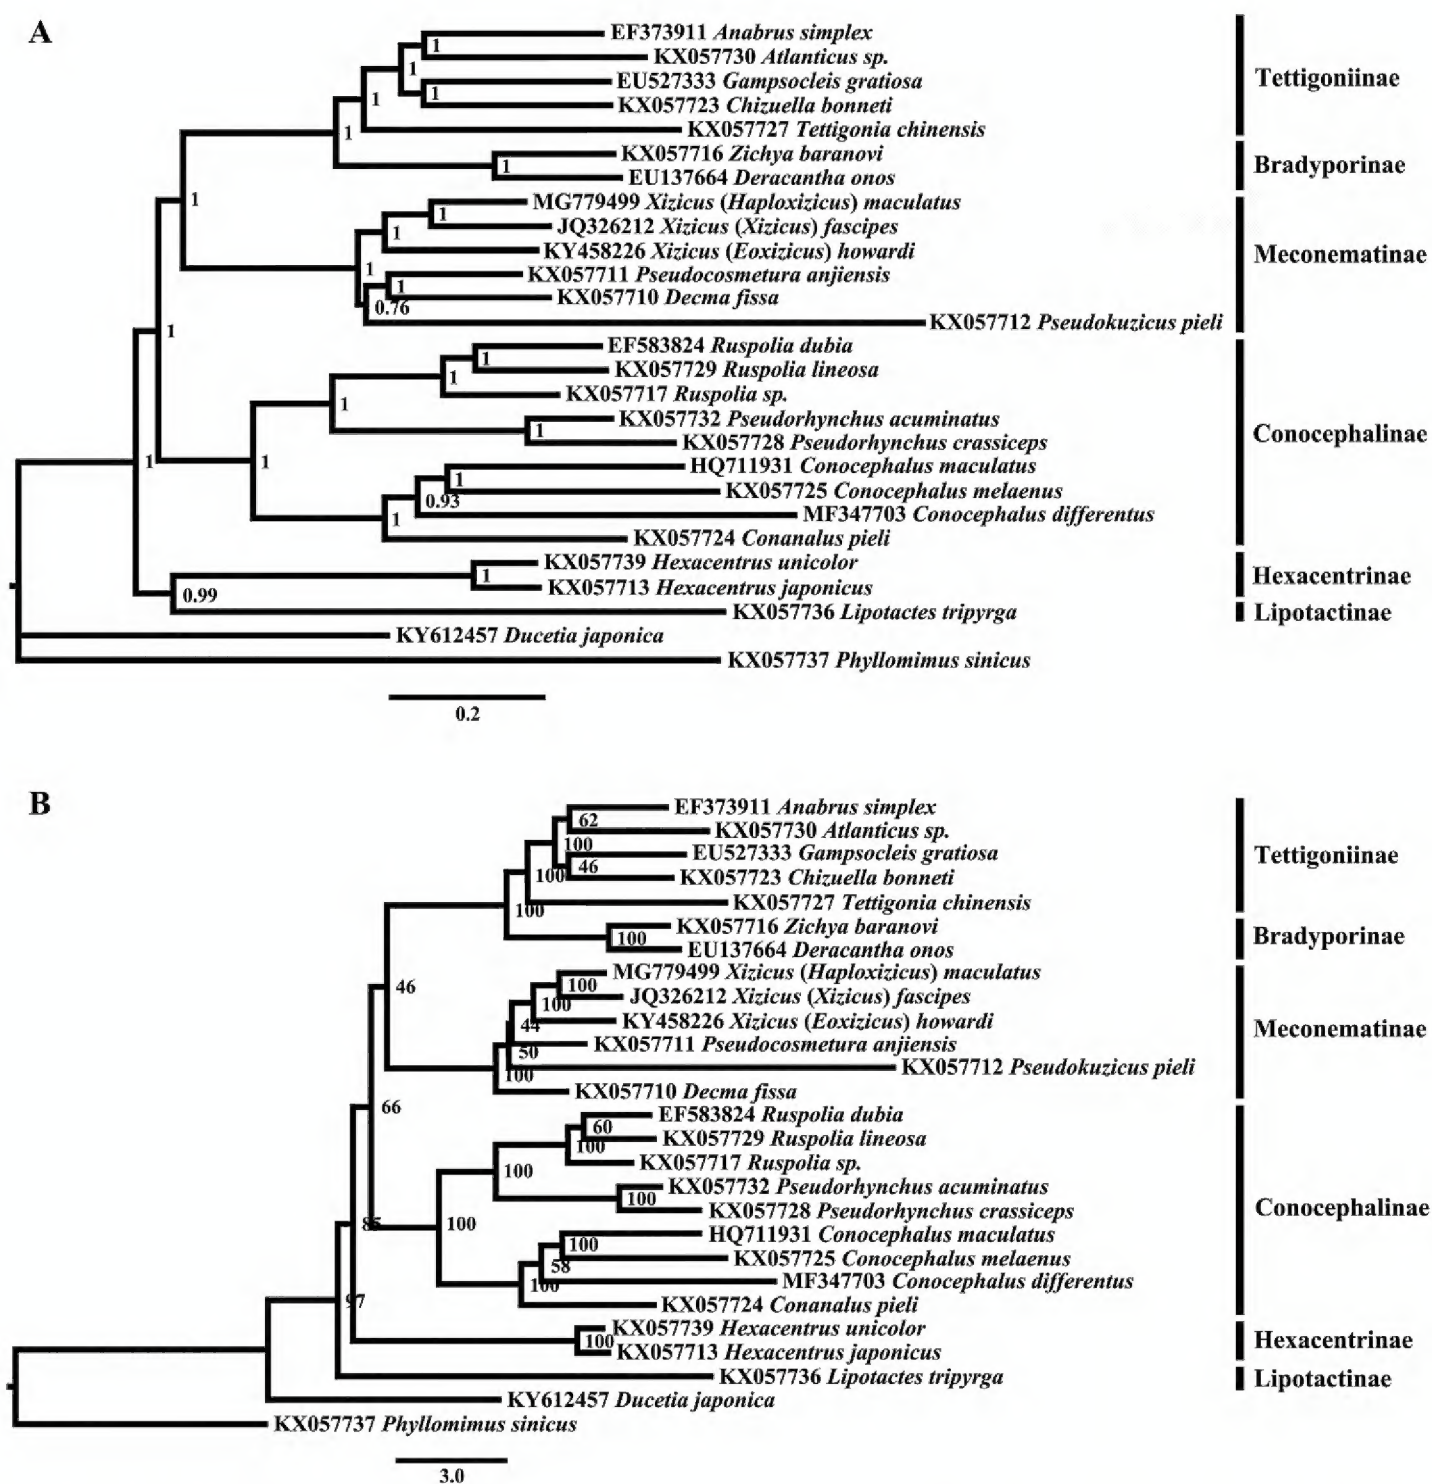 A
EF373911 Anabrus simplex
1
KX057730 Atlanticus sp.
1
Tettigoniinae
EU527333 Gampsocleis gratiosa
1
1
KX057723 Chizuella bonneti
KX057727 Tettigonia chinensis
1
KX057716 Zichya baranovi
1
Bradyporinae
EU137664 Deracantha onos
1
MG779499 Xizicus (Haploxizicus) maculatus
1
JQ326212 Xizicus (Xizicus) fascipes
1
KY458226 Xizicus (Eoxizicus) howardi
Meconematinae
1
KX057711 Pseudocosmetura anjiensis
1
KX057710 Decma fissa
0.76
KX057712 Pseudokuzicus pieli
1
EF583824 Ruspolia dubia
1
KX057729 Ruspolia lineosa
1
KX057717 Ruspolia sp.
1
KX057732 Pseudorhynchus acuminatus
1
Conocephalinae
KX057728 Pseudorhynchus crassiceps
1
1
HQ711931 Conocephalus maculatus
1
KX057725 Conocephalus melaenus
0.93
MF347703 Conocephalus differentus
1
KX057724 Conanalus pieli
KX057739 Hexacentrus unicolor
1
Hexacentrinae
KX057713 Hexacentrus japonicus
0.99
KX057736 Lipotactes tripyrga
Lipotactinae
KY612457 Ducetia japonica
KX057737 Phyllomimus sinicus
0.2
B
EF373911 Anabrus simplex
62
KX057730 Atlanticus sp.
100
EU527333 Gampsocleis gratiosa
Tettigoniinae
46
100
KX057723 Chizuella bonneti
KX057727 Tettigonia chinensis
100
KX057716 Zichya baranovi
100
Bradyporinae
EU137664 Deracantha onos
MG779499 Xizicus (Haploxizicus) maculatus
46
100
JQ326212 Xizicus (Xizicus) fascipes
100
KY458226 Xizicus (Eoxizicus) howardi
44
Meconematinae
KX057711 Pseudocosmetura anjiensis
50
KX057712 Pseudokuzicus pieli
100
KX057710 Decma fissa
66
EF583824 Ruspolia dubia
60
KX057729 Ruspolia lineosa
100
KX057717 Ruspolia sp.
100
KX057732 Pseudorhynchus acuminatus
100
Conocephalinae
KX057728 Pseudorhynchus crassiceps
85
100
HQ711931 Conocephalus maculatus
100
KX057725 Conocephalus melaenus
58
MF347703 Conocephalus differentus
100
97
KX057724 Conanalus pieli
KX057739 Hexacentrus unicolor
100
Hexacentrinae
KX057713 Hexacentrus japonicus
KX057736 Lipotactes tripyrga
Lipotactinae
KY612457 Ducetia japonica
KX057737 Phyllomimus sinicus
3.0